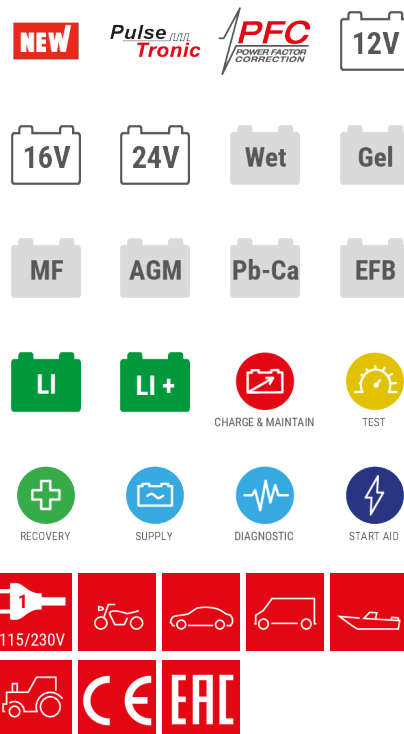 NEW
Pulse
Tronic
PFC
POWER FACTOR
CORRECTION
12V
16V
24V
Wet
Gel
MF
AGM
Pb-Ca
EFB
LI
LI +
CHARGE & MAINTAIN
TEST
RECOVERY
SUPPLY
DIAGNOSTIC
START AID
1
115/230V
CE
EAC